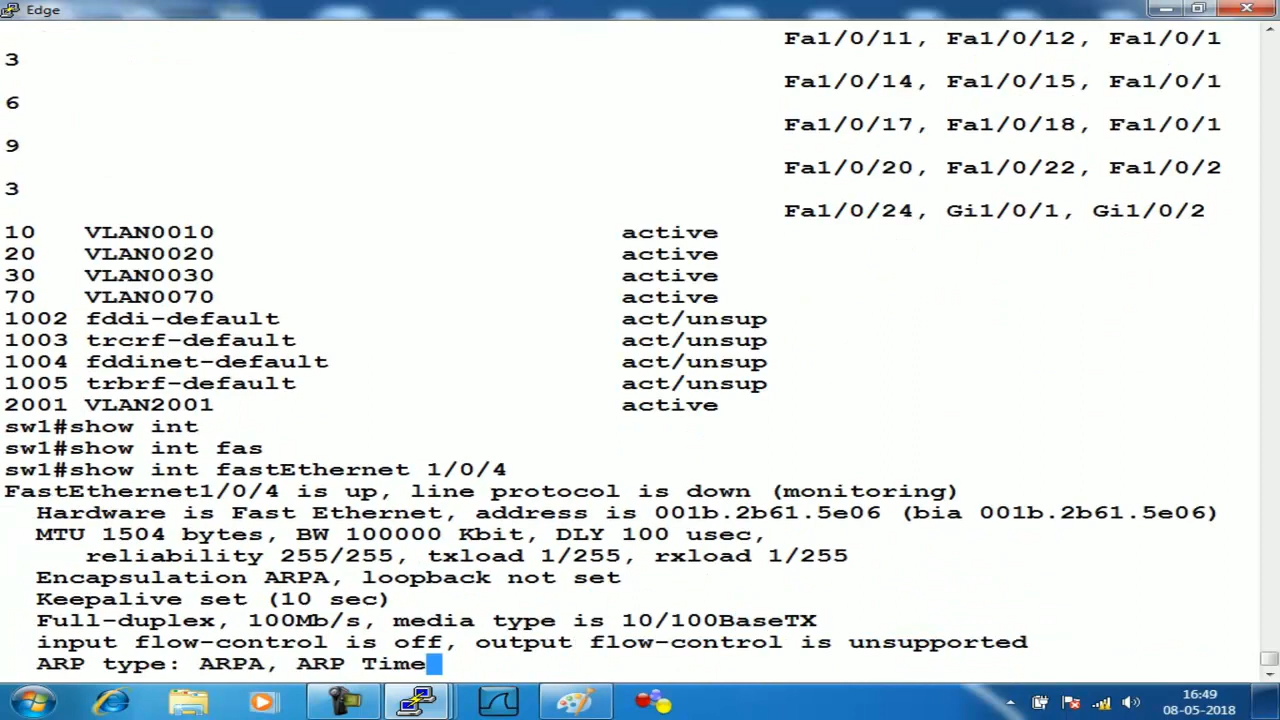 Edge
Fa1/0/11, Fa1/0/12, Fa1/0/1
3
Fa1/0/14, Fa1/0/15, Fa1/0/1
6
Fa1/0/17, Fa1/0/18, Fa1/0/1
9
Fa1/0/20, Fa1/0/22, Fa1/0/2
3
Fa1/0/24, Gi1/0/1, Gi1/0/2
10 VLAN0010 active
20 VLAN0020 active
30 VLAN0030 active
70 VLAN0070 active
1002 fddi-default act/unsup
1003 trcrf-default act/unsup
1004 fddinet-default act/unsup
1005 trbrf-default act/unsup
2001 VLAN2001 active
sw1#show int
sw1#show int fas
sw1#show int fastEthernet 1/0/4
FastEthernet1/0/4 is up, line protocol is down (monitoring)
Hardware is Fast Ethernet, address is 001b.2b61.5e06 (bia 001b.2b61.5e06)
MTU 1504 bytes, BW 100000 Kbit, DLY 100 usec,
reliability 255/255, txload 1/255, rxload 1/255
Encapsulation ARPA, loopback not set
Keepalive set (10 sec)
Full-duplex, 100Mb/s, media type is 10/100BaseTX
input flow-control is off, output flow-control is unsupported
ARP type: ARPA, ARP Time
16:49
08-05-2018